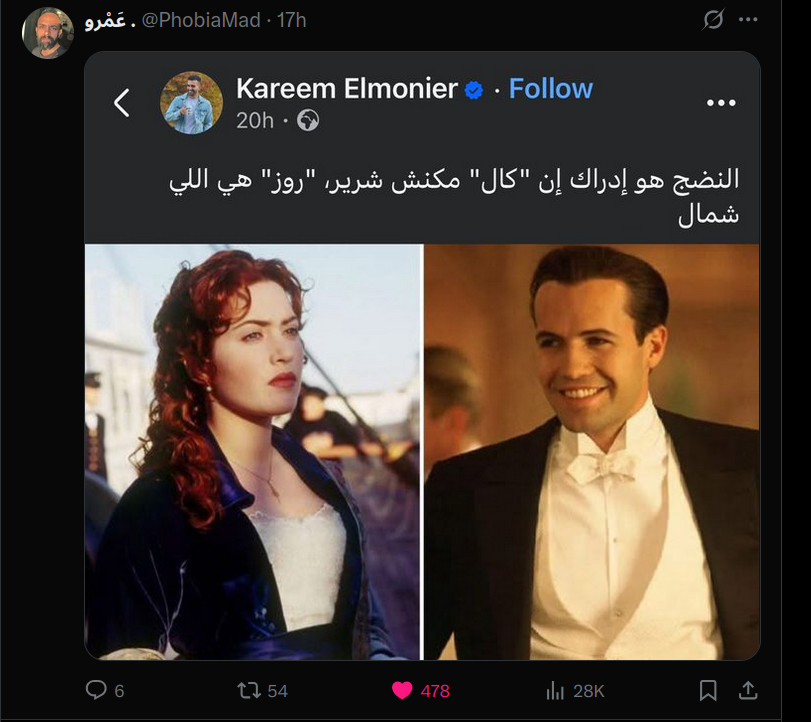 عَمْرو . @PhobiaMad · 17h
Kareem Elmonier · Follow
20h ·
النضج هو إدراك إن "كال" مكنش شرير، "روز" هي اللي
شمال
6 54 478 28K